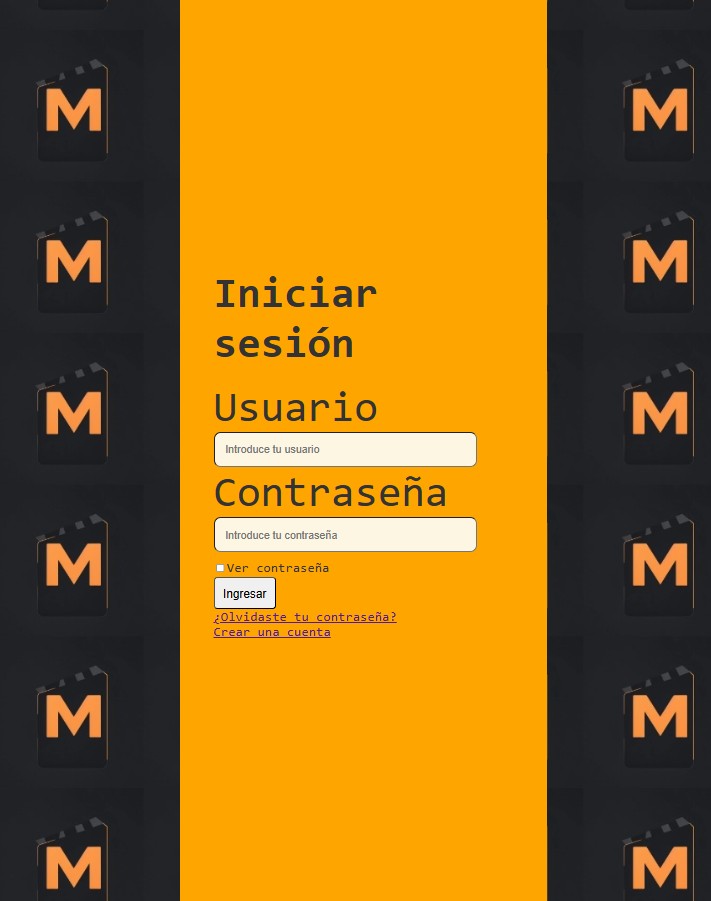 M M
M M
Iniciar
sesión
M M
Usuario
Introduce tu usuario
Contraseña
Introduce tu contraseña
M M
Ver contraseña
Ingresar
¿Olvidaste tu contraseña?
Crear una cuenta
M M
M M